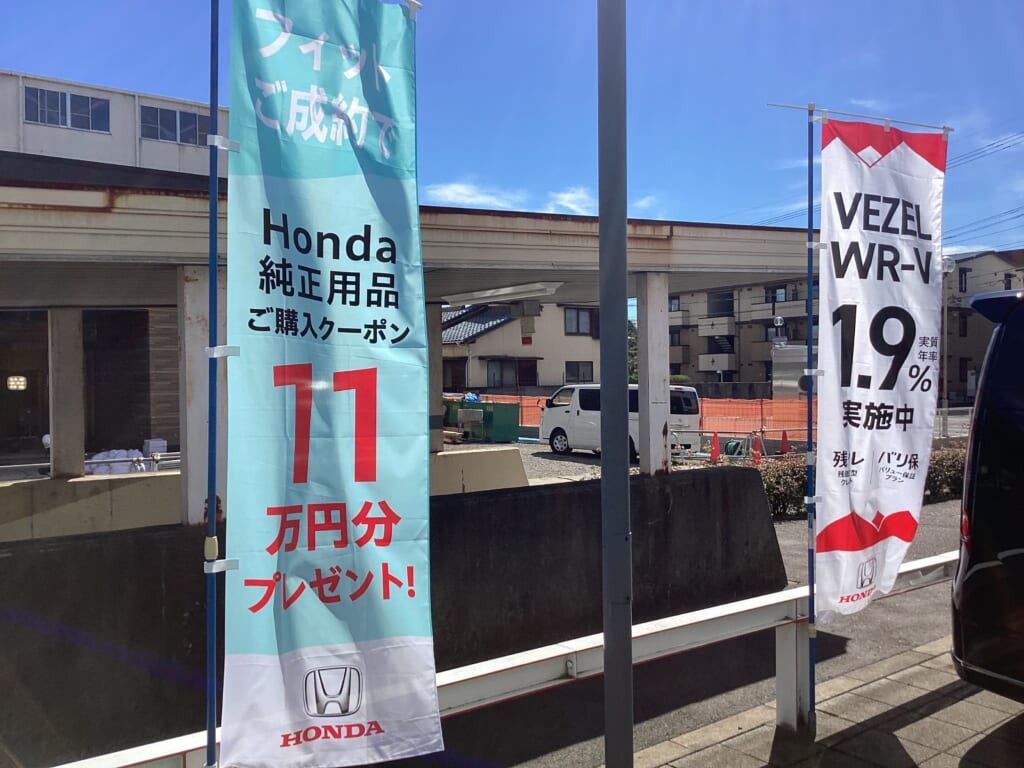 フィット
ご成約で
Honda
純正用品
ご購入クーポン
11
万円分
プレゼント!
HONDA
VEZEL
WR-V
1.9%
実質
年率
実施中
残レ
残価設定型
クレジット
バリ保
バリュー保証
プラン
HONDA